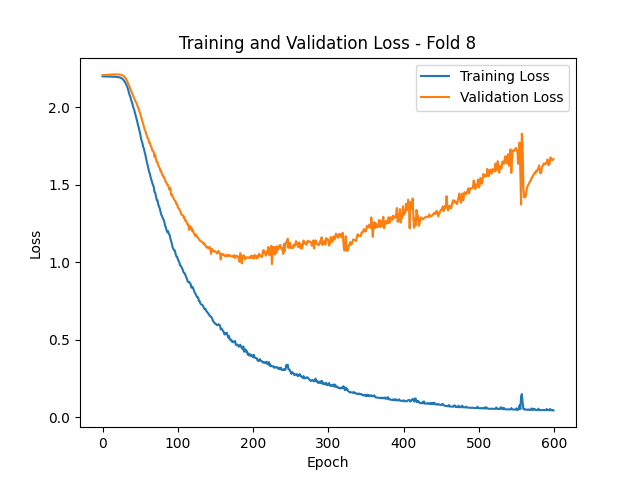 Training and Validation Loss - Fold 8
Training Loss
Validation Loss
Loss
2.0
1.5
1.0
0.5
0.0
0 100 200 300 400 500 600
Epoch